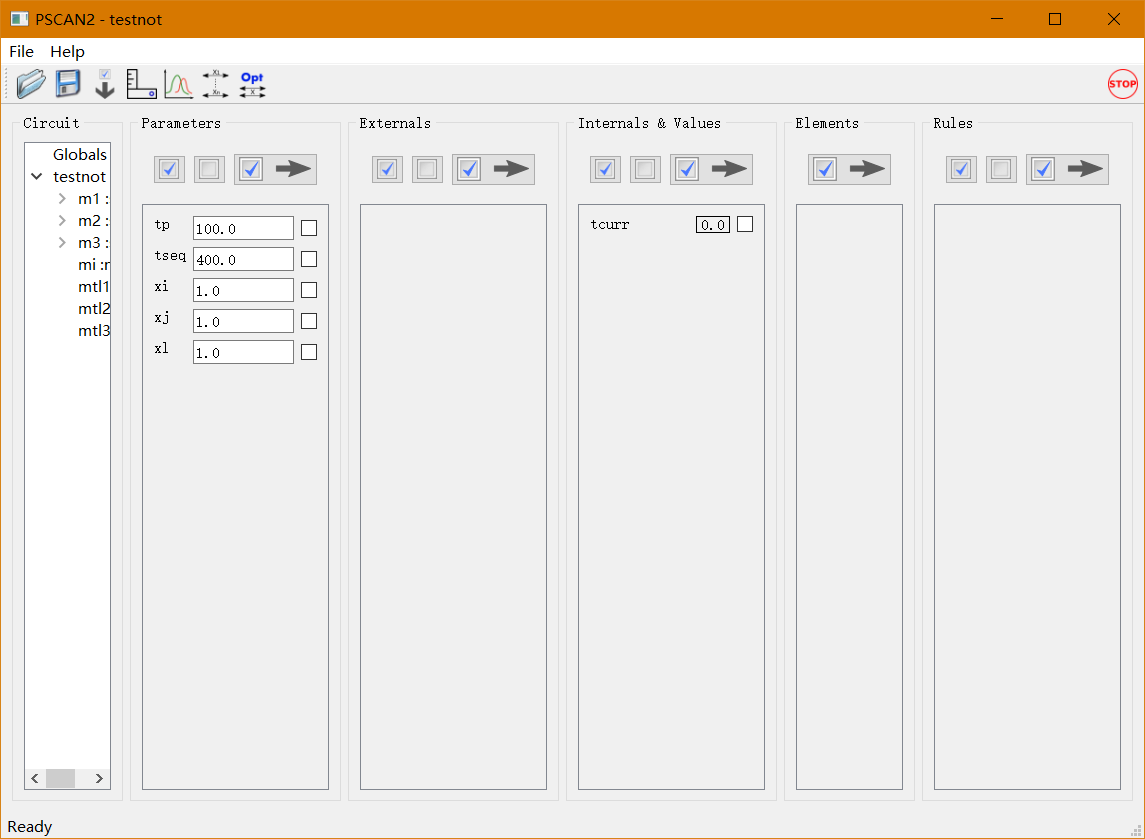 PSCAN2 - testnot
File Help
Opt
STOP
Circuit
Globals
testnot
m1 :
m2 :
m3 :
mi :r
mtl1
mtl2
mtl3
Parameters
tp 100.0
tseq 400.0
xi 1.0
xj 1.0
xl 1.0
Externals
Internals & Values
tcurr 0.0
Elements
Rules
Ready